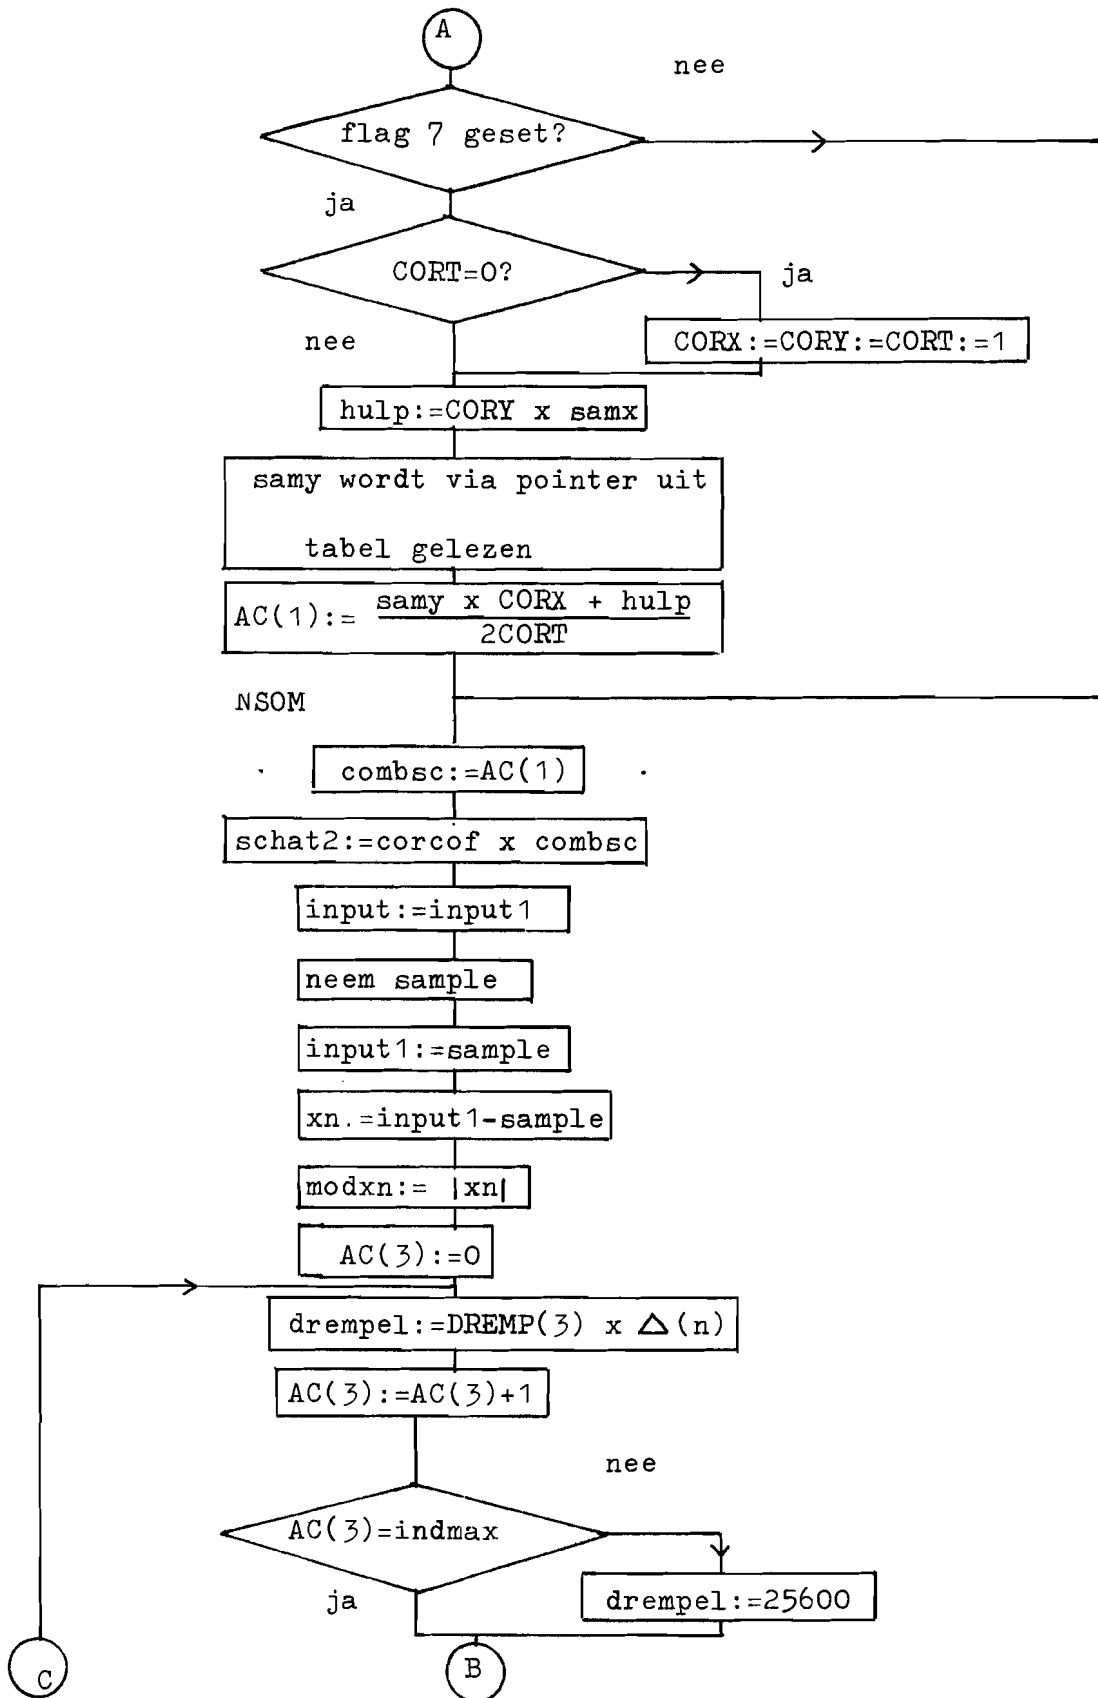 A
nee
flag 7 geset?
ja
CORT=0?
ja
nee
CORX:=CORY:=CORT:=1
hulp:=CORY x samx
samy wordt via pointer uit
tabel gelezen
samy x CORX + hulp
AC(1):=
2CORT
NSOM
combsc:=AC(1)
schat2:=corcof x combsc
input:=input1
neem sample
input1:=sample
xn.=input1-sample
modxn:= |xn|
AC(3):=0
drempel:=DREMP(3) x Δ(n)
AC(3):=AC(3)+1
nee
AC(3)=indmax
ja
drempel:=25600
C
B